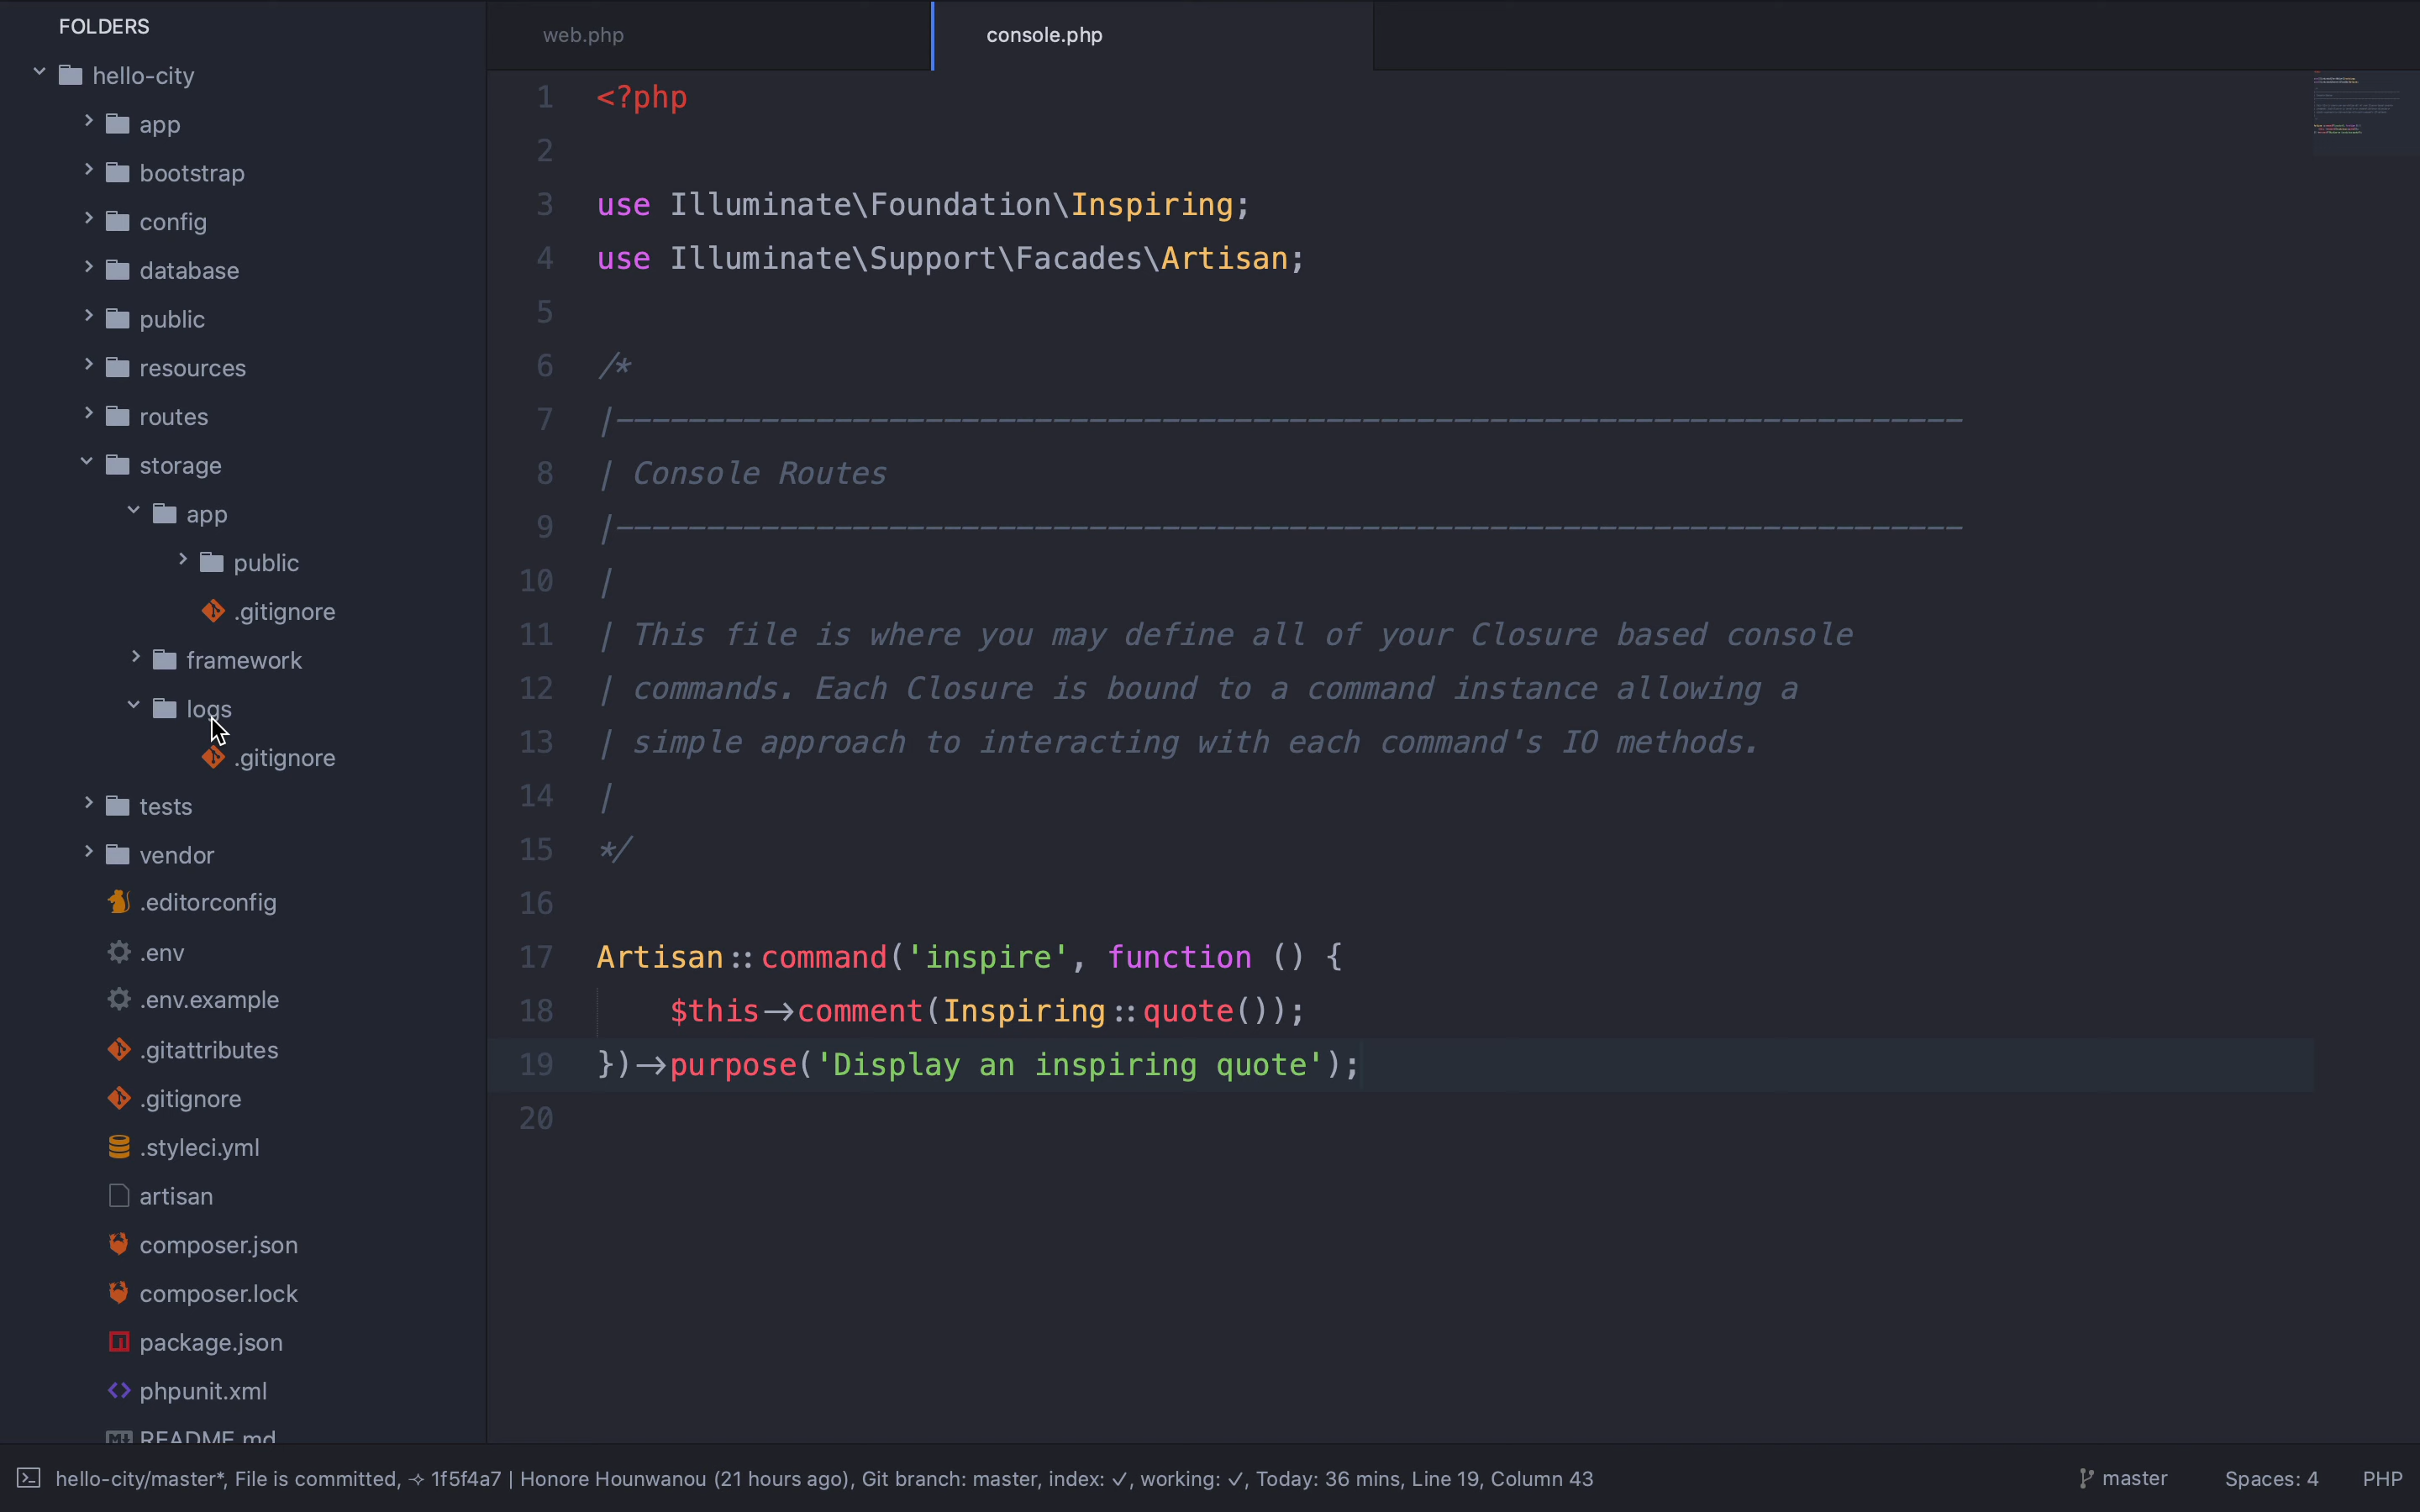 FOLDERS
hello-city
app
bootstrap
config
database
public
resources
routes
storage
app
public
.gitignore
framework
logs
.gitignore
tests
vendor
.editorconfig
.env
.env.example
.gitattributes
.gitignore
.styleci.yml
artisan
composer.json
composer.lock
package.json
phpunit.xml
README.md
web.php
console.php
1 <?php
2
3 use Illuminate\Foundation\Inspiring;
4 use Illuminate\Support\Facades\Artisan;
5
6 /*
7 |--------------------------------------------------------------------------
8 | Console Routes
9 |--------------------------------------------------------------------------
10 |
11 | This file is where you may define all of your Closure based console
12 | commands. Each Closure is bound to a command instance allowing a
13 | simple approach to interacting with each command's IO methods.
14 |
15 */
16
17 Artisan::command('inspire', function () {
18     $this->comment(Inspiring::quote());
19 })->purpose('Display an inspiring quote');
20
hello-city/master*, File is committed, 1f5f4a7 | Honore Hounwanou (21 hours ago), Git branch: master, index: ✓, working: ✓, Today: 36 mins, Line 19, Column 43
master
Spaces: 4
PHP